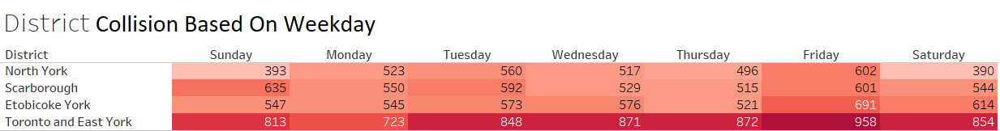 District Collision Based On Weekday
District Sunday Monday Tuesday Wednesday Thursday Friday Saturday
North York 393 523 560 517 496 602 390
Scarborough 635 550 592 529 515 601 544
Etobicoke York 547 545 573 576 521 691 614
Toronto and East York 813 723 848 871 872 958 854